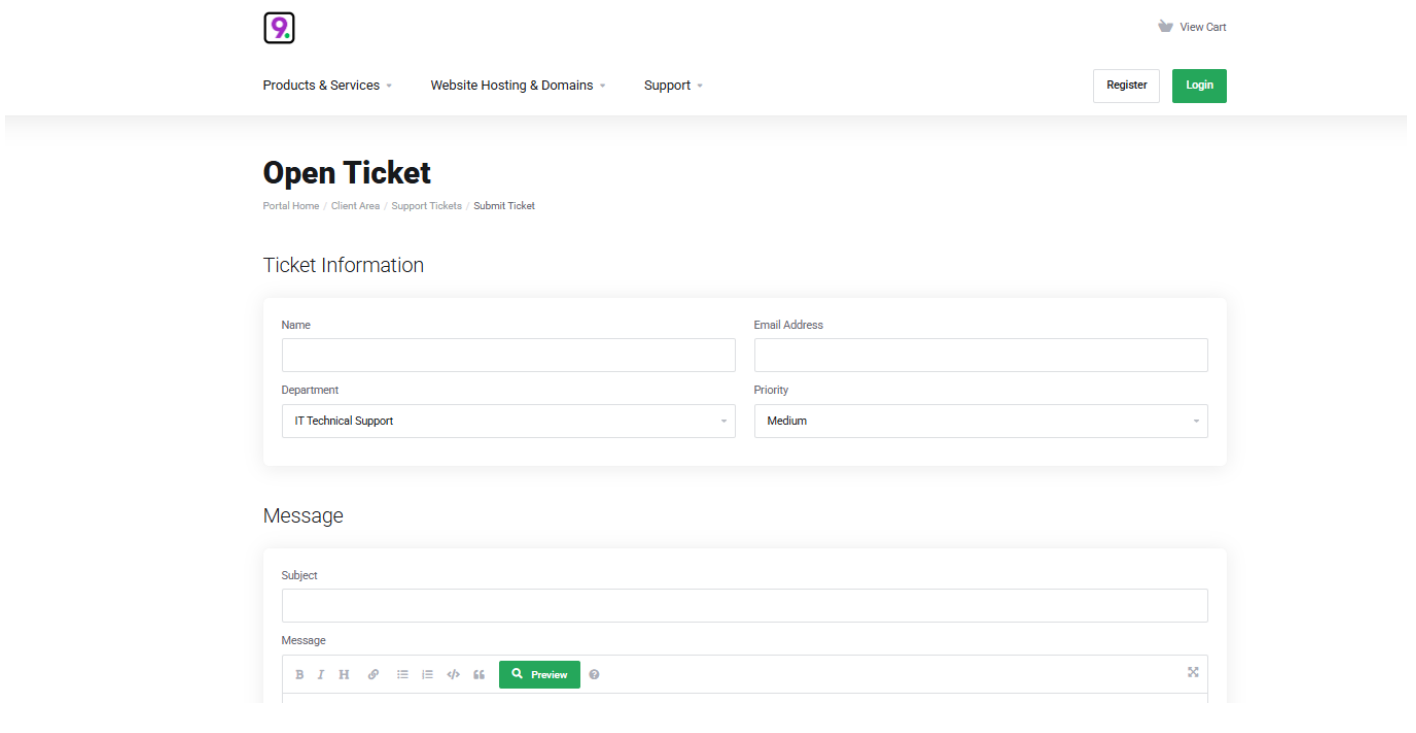 9.
View Cart
Products & Services Website Hosting & Domains Support Register Login
Open Ticket
Portal Home / Client Area / Support Tickets / Submit Ticket
Ticket Information
Name Email Address
Department Priority
IT Technical Support Medium
Message
Subject
Message
B I H Preview